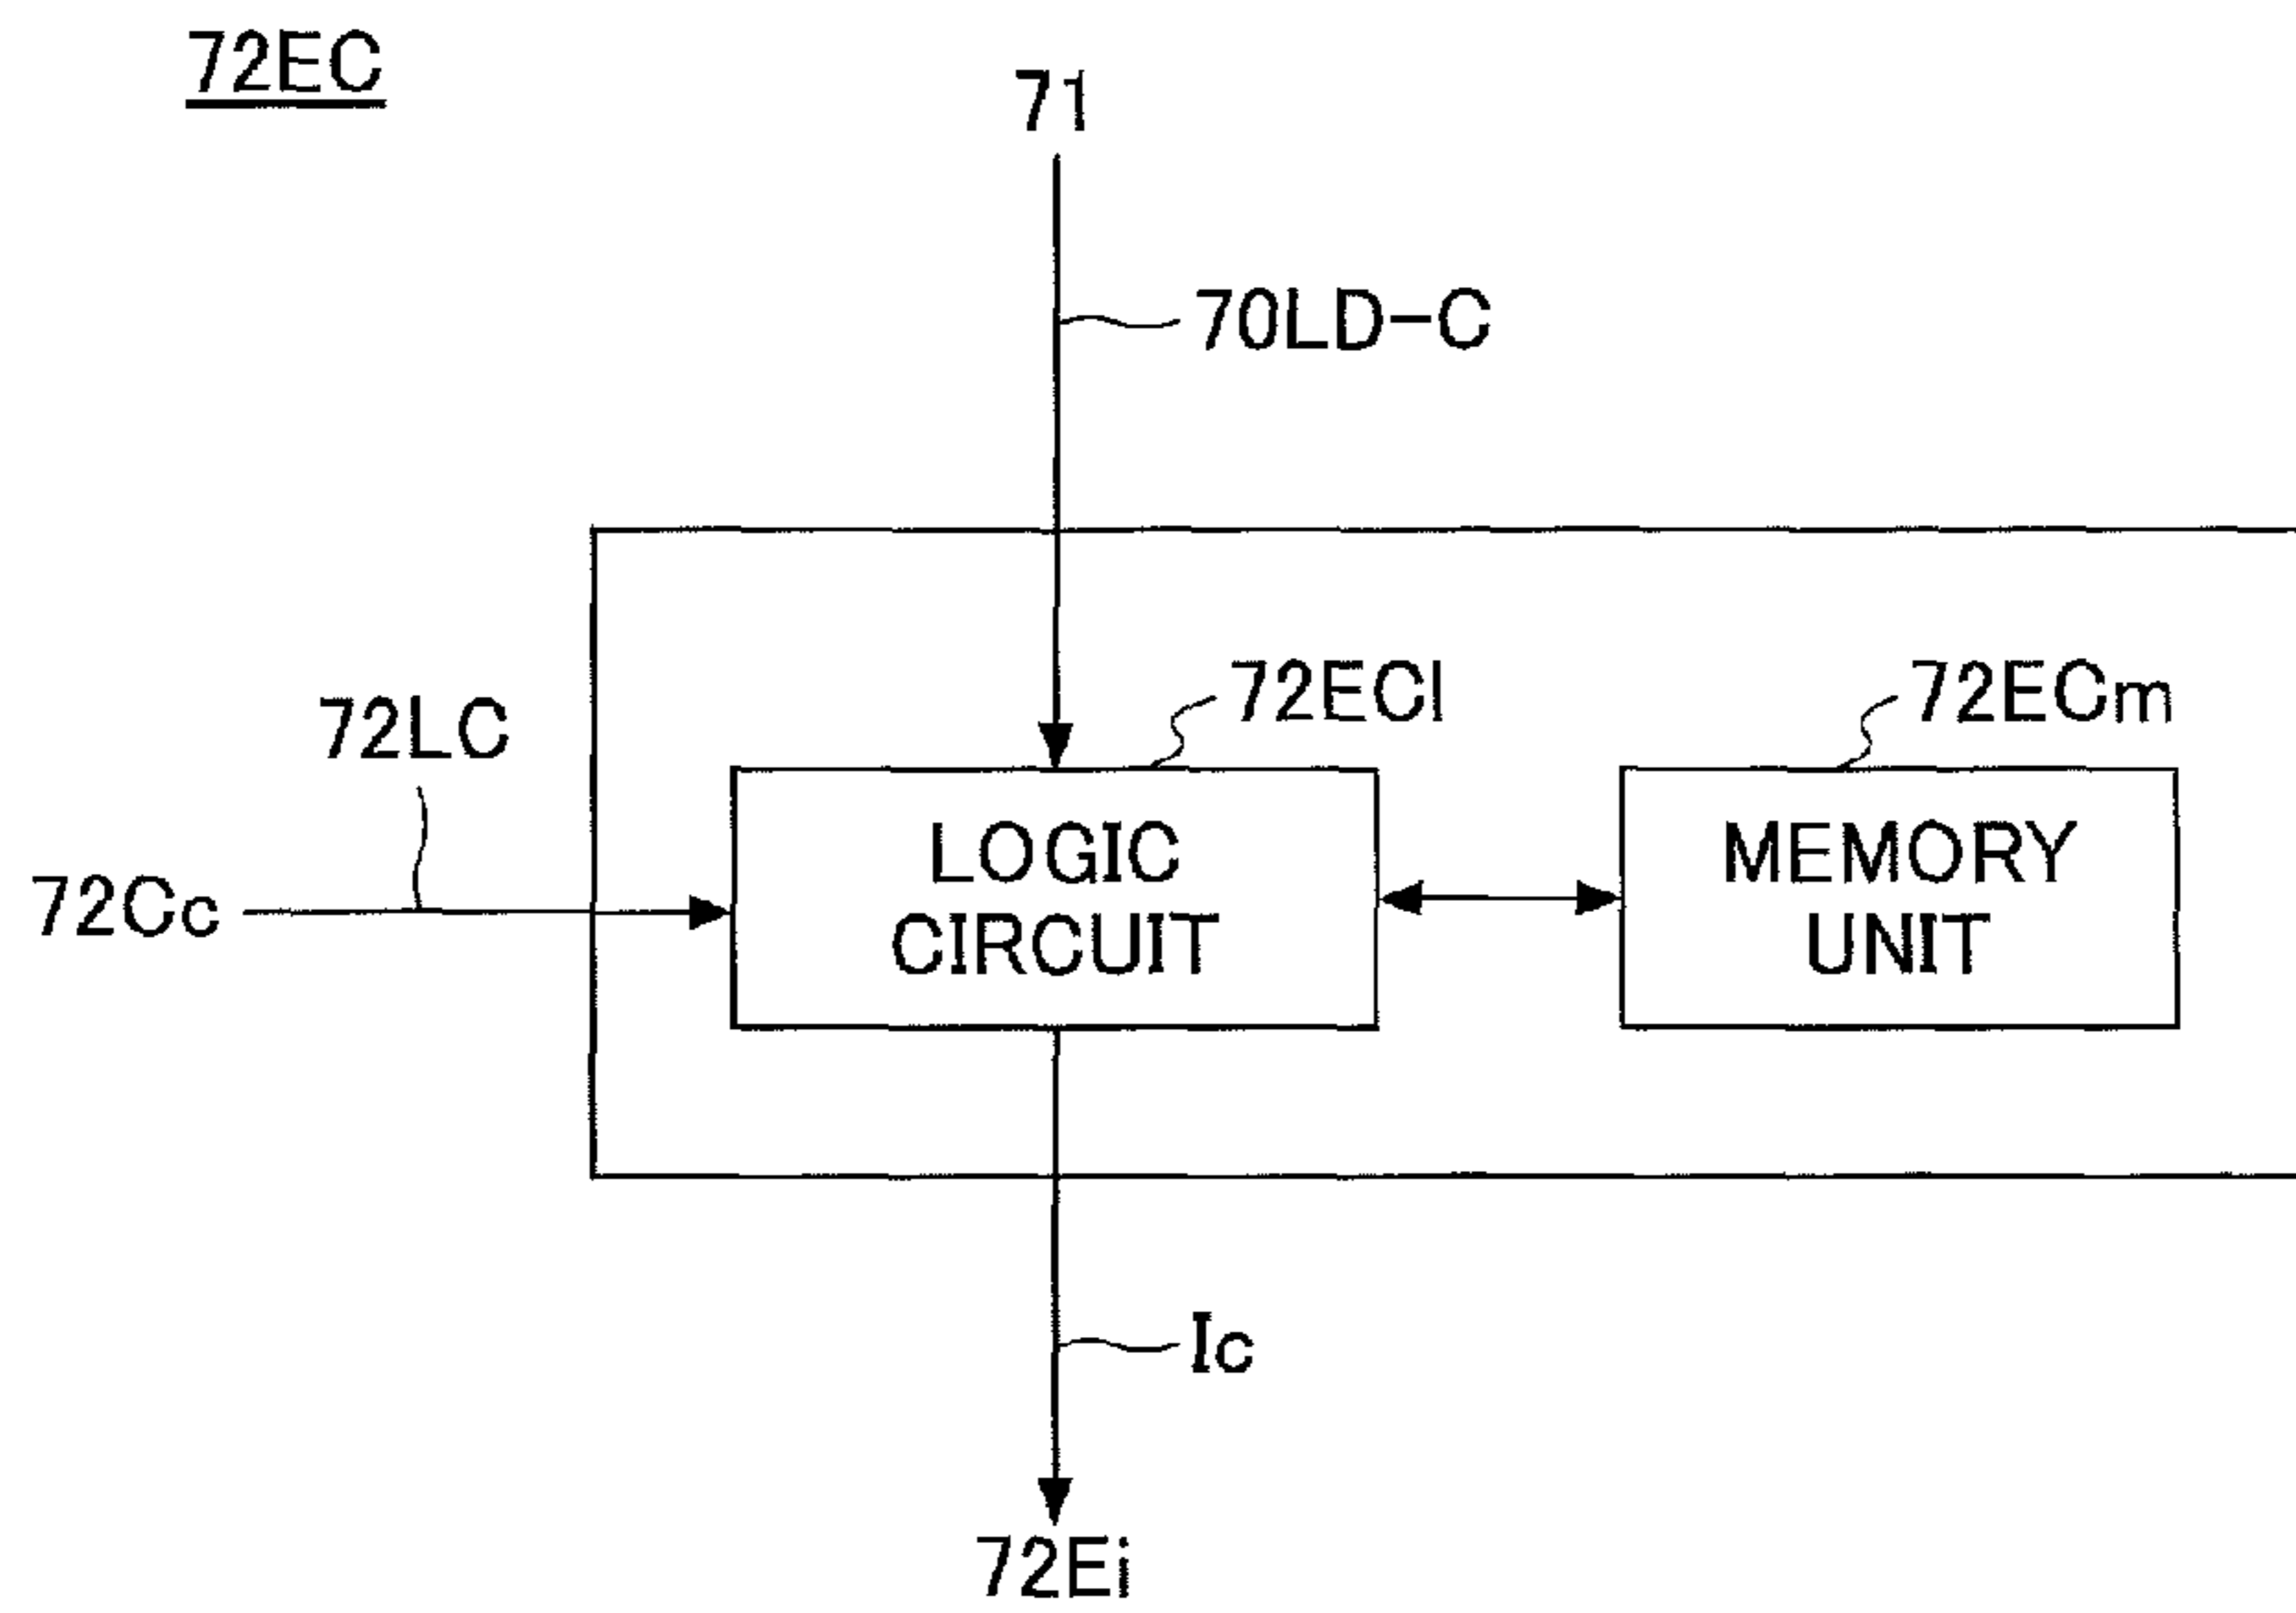 72EC
71
70LD-C
72LC
72ECl
72ECm
72Cc
LOGIC
CIRCUIT
MEMORY
UNIT
Ic
72Ei